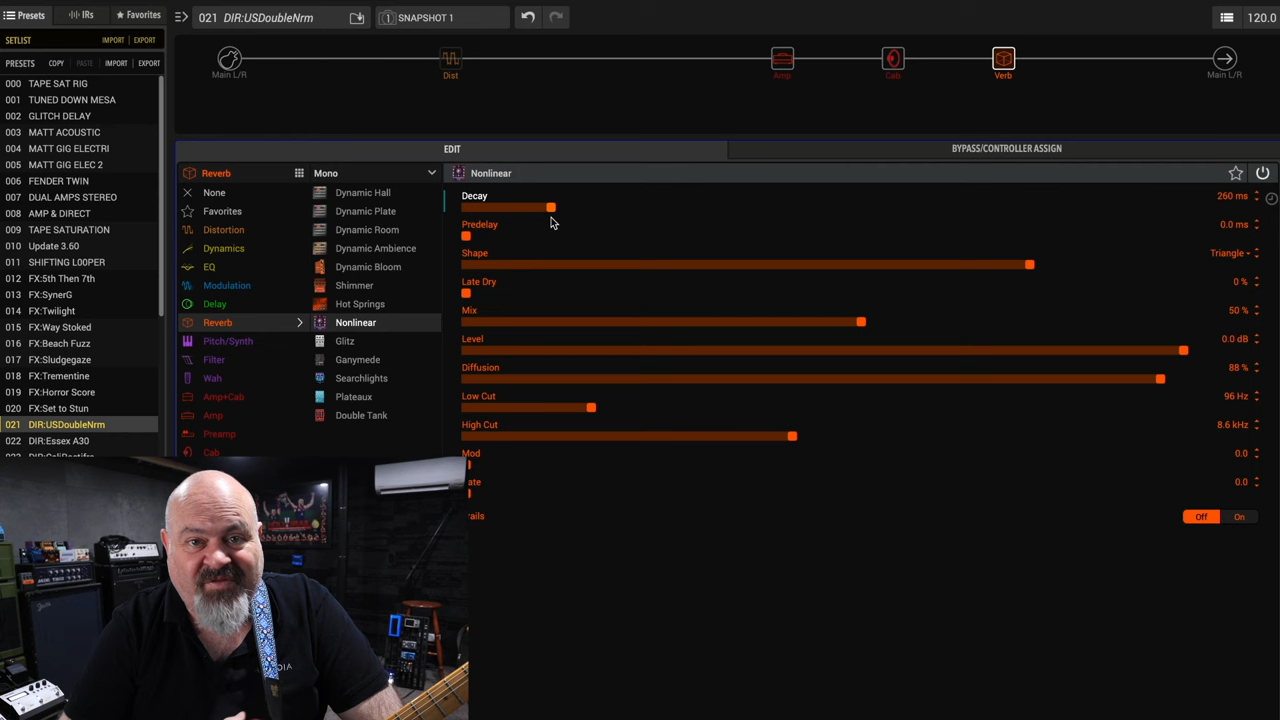 Presets
IRs
Favorites
021 DIR:USDoubleNrm
1 SNAPSHOT 1
120.0
SETLIST
IMPORT | EXPORT
PRESETS COPY PASTE IMPORT | EXPORT
000 TAPE SAT RIG
001 TUNED DOWN MESA
002 GLITCH DELAY
003 MATT ACOUSTIC
004 MATT GIG ELECTRI
005 MATT GIG ELEC 2
006 FENDER TWIN
007 DUAL AMPS STEREO
008 AMP & DIRECT
009 TAPE SATURATION
010 Update 3.60
011 SHIFTING L00PER
012 FX:5th Then 7th
013 FX:SynerG
014 FX:Twilight
015 FX:Way Stoked
016 FX:Beach Fuzz
017 FX:Sludgegaze
018 FX:Trementine
019 FX:Horror Score
020 FX:Set to Stun
021 DIR:USDoubleNrm
022 DIR:Essex A30
Main L/R
Dist
Amp
Cab
Verb
Main L/R
EDIT
BYPASS/CONTROLLER ASSIGN
Reverb
None
Favorites
Distortion
Dynamics
EQ
Modulation
Delay
Reverb
Pitch/Synth
Filter
Wah
Amp+Cab
Amp
Preamp
Cab
Mono
Dynamic Hall
Dynamic Plate
Dynamic Room
Dynamic Ambience
Dynamic Bloom
Shimmer
Hot Springs
Nonlinear
Glitz
Ganymede
Searchlights
Plateaux
Double Tank
Nonlinear
Decay 260 ms
Predelay 0.0 ms
Shape Triangle
Late Dry 0 %
Mix 50 %
Level 0.0 dB
Diffusion 88 %
Low Cut 96 Hz
High Cut 8.6 kHz
Mod 0.0
ate 0.0
rails Off On